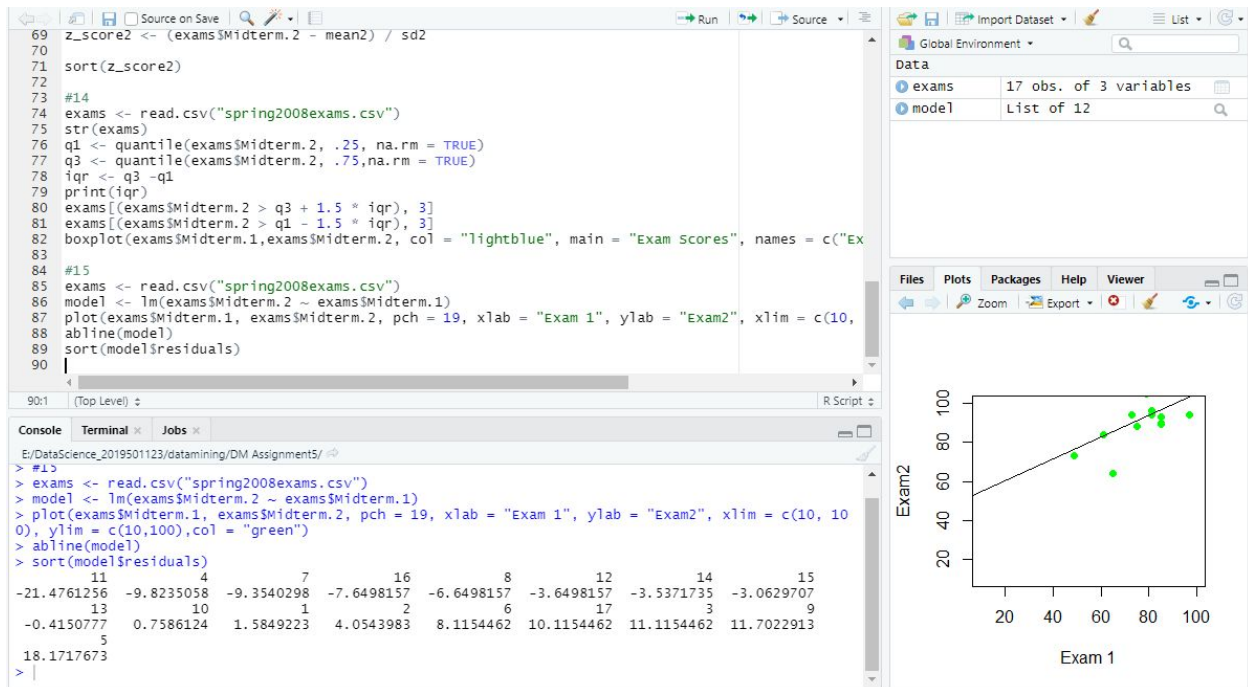 Source on Save
Run
Source
69 z_score2 <- (exams$Midterm.2 - mean2) / sd2
70
71 sort(z_score2)
72
73 #14
74 exams <- read.csv("spring2008exams.csv")
75 str(exams)
76 q1 <- quantile(exams$Midterm.2, .25, na.rm = TRUE)
77 q3 <- quantile(exams$Midterm.2, .75,na.rm = TRUE)
78 iqr <- q3 -q1
79 print(iqr)
80 exams[(exams$Midterm.2 > q3 + 1.5 * iqr), 3]
81 exams[(exams$Midterm.2 > q1 - 1.5 * iqr), 3]
82 boxplot(exams$Midterm.1,exams$Midterm.2, col = "lightblue", main = "Exam Scores", names = c("Ex
83
84 #15
85 exams <- read.csv("spring2008exams.csv")
86 model <- lm(exams$Midterm.2 ~ exams$Midterm.1)
87 plot(exams$Midterm.1, exams$Midterm.2, pch = 19, xlab = "Exam 1", ylab = "Exam2", xlim = c(10,
88 abline(model)
89 sort(model$residuals)
90
90:1 (Top Level) R Script
Console Terminal Jobs
E:/DataScience_2019501123/datamining/DM Assignment5/
> #15
> exams <- read.csv("spring2008exams.csv")
> model <- lm(exams$Midterm.2 ~ exams$Midterm.1)
> plot(exams$Midterm.1, exams$Midterm.2, pch = 19, xlab = "Exam 1", ylab = "Exam2", xlim = c(10, 10
0), ylim = c(10,100),col = "green")
> abline(model)
> sort(model$residuals)
11 4 7 16 8 12 14 15
-21.4761256 -9.8235058 -9.3540298 -7.6498157 -6.6498157 -3.6498157 -3.5371735 -3.0629707
13 10 1 2 6 17 3 9
-0.4150777 0.7586124 1.5849223 4.0543983 8.1154462 10.1154462 11.1154462 11.7022913
5
18.1717673
>
Import Dataset List
Global Environment
Data
exams 17 obs. of 3 variables
model List of 12
Files Plots Packages Help Viewer
Zoom Export
100
80
60
40
20
Exam2
20 40 60 80 100
Exam 1